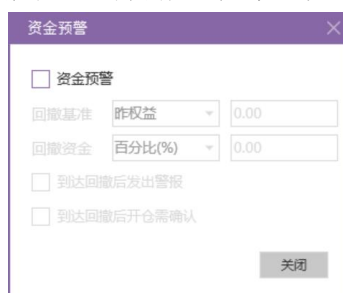 资金预警
资金预警
回撤基准 昨权益 0.00
回撤资金 百分比(%) 0.00
到达回撤后发出警报
到达回撤后开仓需确认
关闭